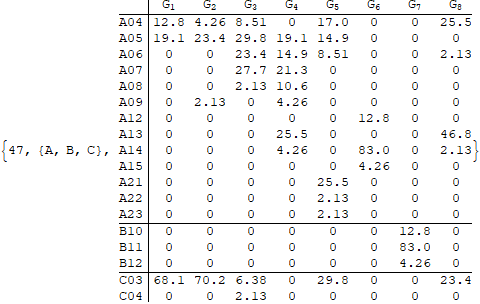 G₁ G₂ G₃ G₄ G₅ G₆ G₇ G₈
A04 12.8 4.26 8.51 0 17.0 0 0 25.5
A05 19.1 23.4 29.8 19.1 14.9 0 0 0
A06 0 0 23.4 14.9 8.51 0 0 2.13
A07 0 0 27.7 21.3 0 0 0 0
A08 0 0 2.13 10.6 0 0 0 0
A09 0 2.13 0 4.26 0 0 0 0
A12 0 0 0 0 0 12.8 0 0
A13 0 0 0 25.5 0 0 0 46.8
{47, {A, B, C}, A14 0 0 0 4.26 0 83.0 0 2.13}
A15 0 0 0 0 0 4.26 0 0
A21 0 0 0 0 25.5 0 0 0
A22 0 0 0 0 2.13 0 0 0
A23 0 0 0 0 2.13 0 0 0
B10 0 0 0 0 0 0 12.8 0
B11 0 0 0 0 0 0 83.0 0
B12 0 0 0 0 0 0 4.26 0
C03 68.1 70.2 6.38 0 29.8 0 0 23.4
C04 0 0 2.13 0 0 0 0 0